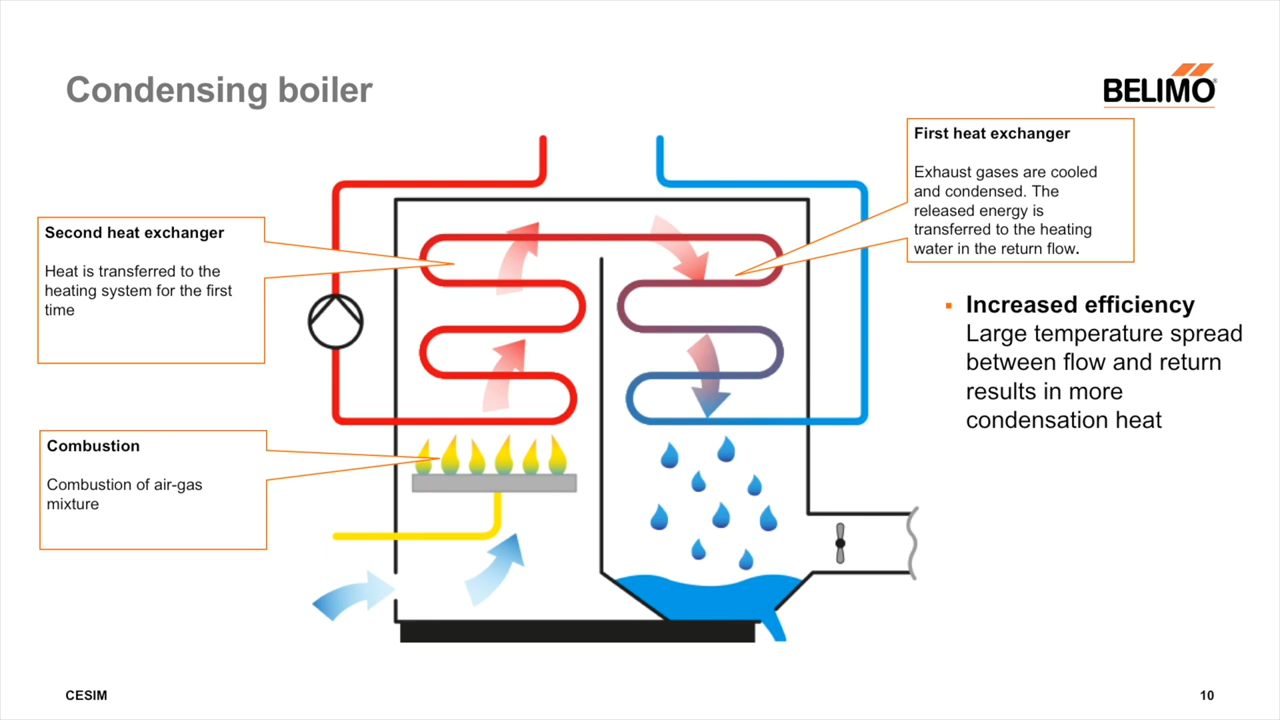 Condensing boiler
BELIMO
First heat exchanger
Exhaust gases are cooled
and condensed. The
released energy is
transferred to the heating
water in the return flow.
Second heat exchanger
Heat is transferred to the
heating system for the first
time
Increased efficiency
Large temperature spread
between flow and return
results in more
condensation heat
Combustion
Combustion of air-gas
mixture
CESIM
10